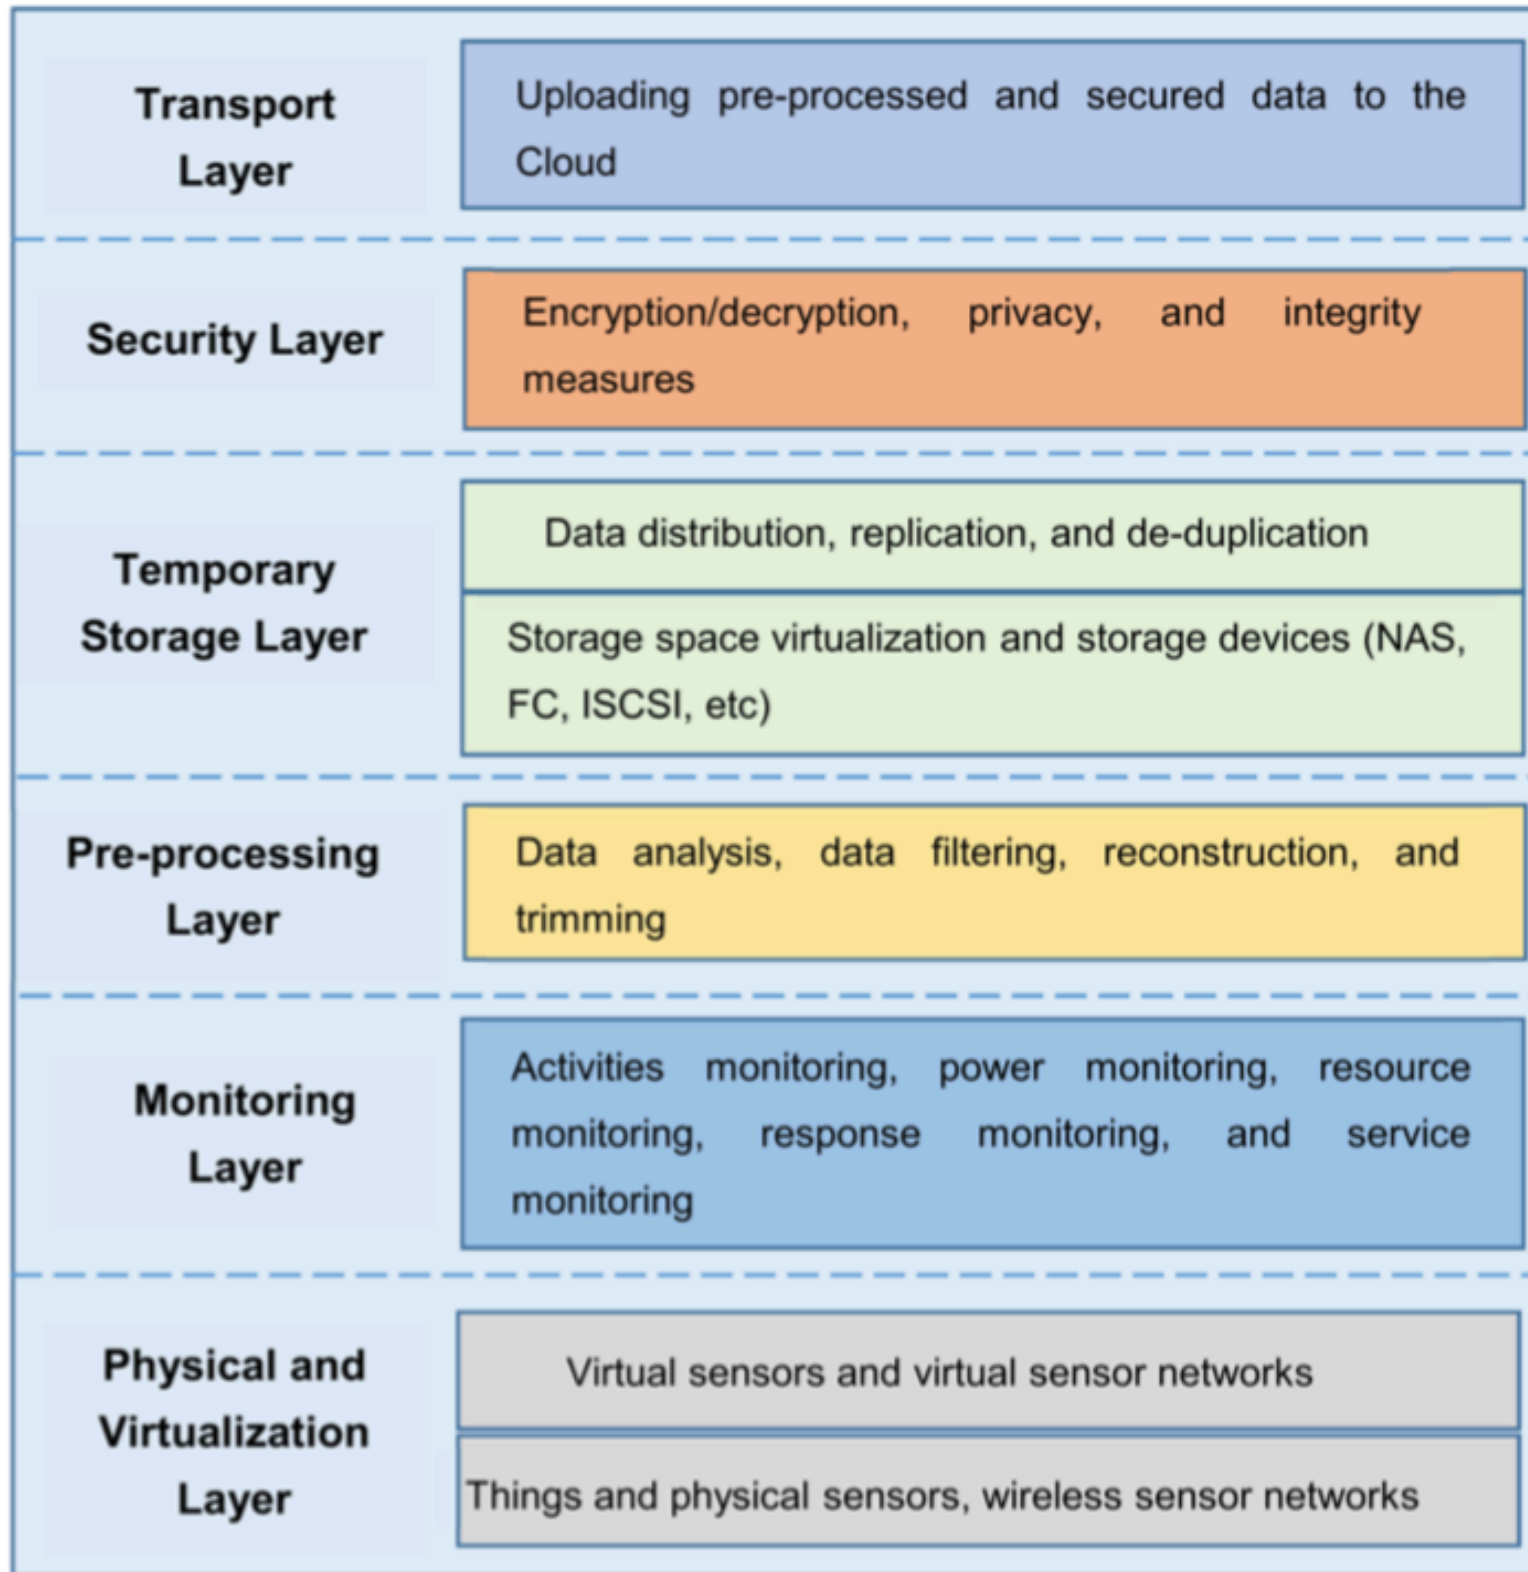 Transport
Layer
Uploading pre-processed and secured data to the
Cloud
Security Layer
Encryption/decryption, privacy, and integrity
measures
Temporary
Storage Layer
Data distribution, replication, and de-duplication
Storage space virtualization and storage devices (NAS,
FC, ISCSI, etc)
Pre-processing
Layer
Data analysis, data filtering, reconstruction, and
trimming
Monitoring
Layer
Activities monitoring, power monitoring, resource
monitoring, response monitoring, and service
monitoring
Physical and
Virtualization
Layer
Virtual sensors and virtual sensor networks
Things and physical sensors, wireless sensor networks